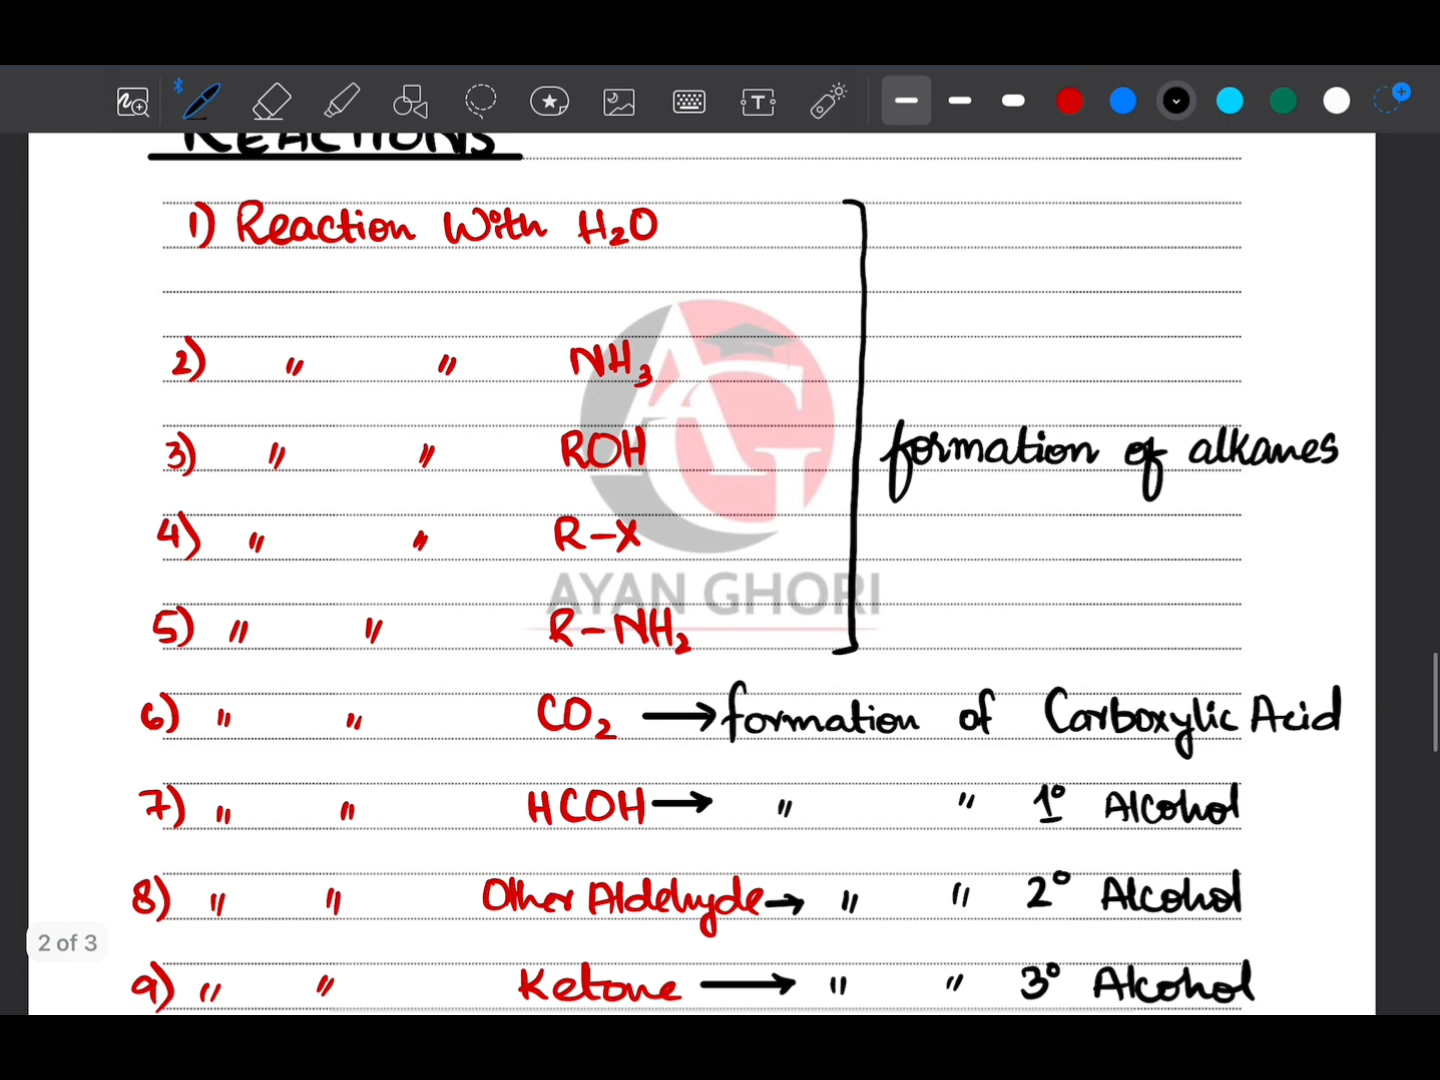 REACTIONS
1) Reaction With H2O
2) " " NH3
3) " " ROH
formation of alkanes
4) " " R-X
AYAN GHORI
5) " " R-NH2
6) " " CO2 → formation of Carboxylic Acid
7) " " HCOH → " " 1° Alcohol
8) " " Other Aldehyde → " " 2° Alcohol
2 of 3
9) " " Ketone → " " 3° Alcohol